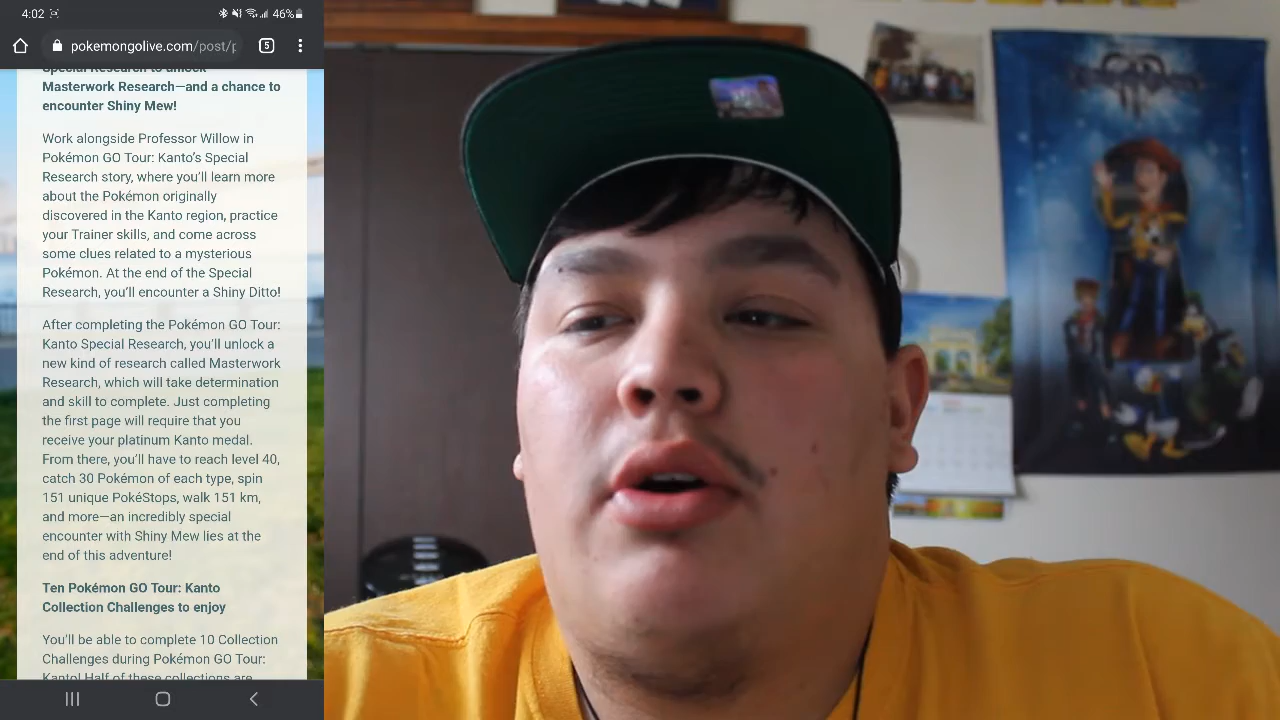 4:02
46%
pokemongolive.com/post/p
5
Special Research to unlock
Masterwork Research—and a chance to
encounter Shiny Mew!
Work alongside Professor Willow in
Pokémon GO Tour: Kanto's Special
Research story, where you'll learn more
about the Pokémon originally
discovered in the Kanto region, practice
your Trainer skills, and come across
some clues related to a mysterious
Pokémon. At the end of the Special
Research, you'll encounter a Shiny Ditto!
After completing the Pokémon GO Tour:
Kanto Special Research, you'll unlock a
new kind of research called Masterwork
Research, which will take determination
and skill to complete. Just completing
the first page will require that you
receive your platinum Kanto medal.
From there, you'll have to reach level 40,
catch 30 Pokémon of each type, spin
151 unique PokéStops, walk 151 km,
and more—an incredibly special
encounter with Shiny Mew lies at the
end of this adventure!
Ten Pokémon GO Tour: Kanto
Collection Challenges to enjoy
You'll be able to complete 10 Collection
Challenges during Pokémon GO Tour:
Kanto! Half of these collections are